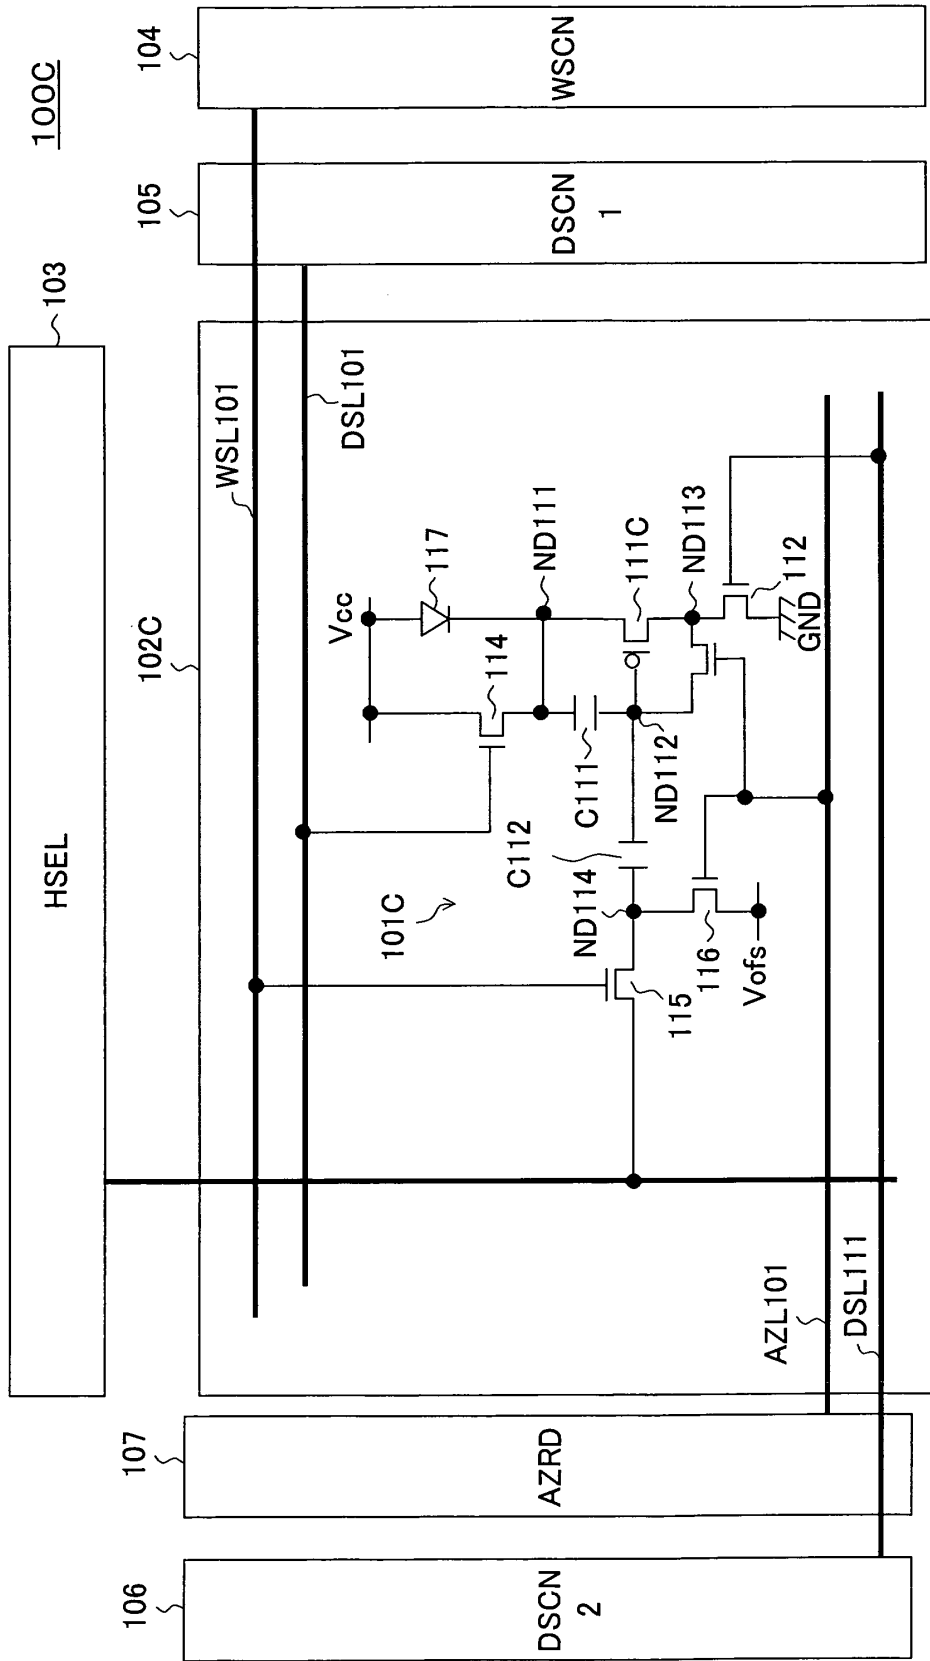 100C
103
HSEL
104
WSCN
105
DSCN
1
102C
WSL101
DSL101
Vcc
117
114
ND111
C111
C112
111C
101C
ND112
ND113
ND114
115
116
112
Vofs
GND
AZL101
DSL111
107
AZRD
106
DSCN
2